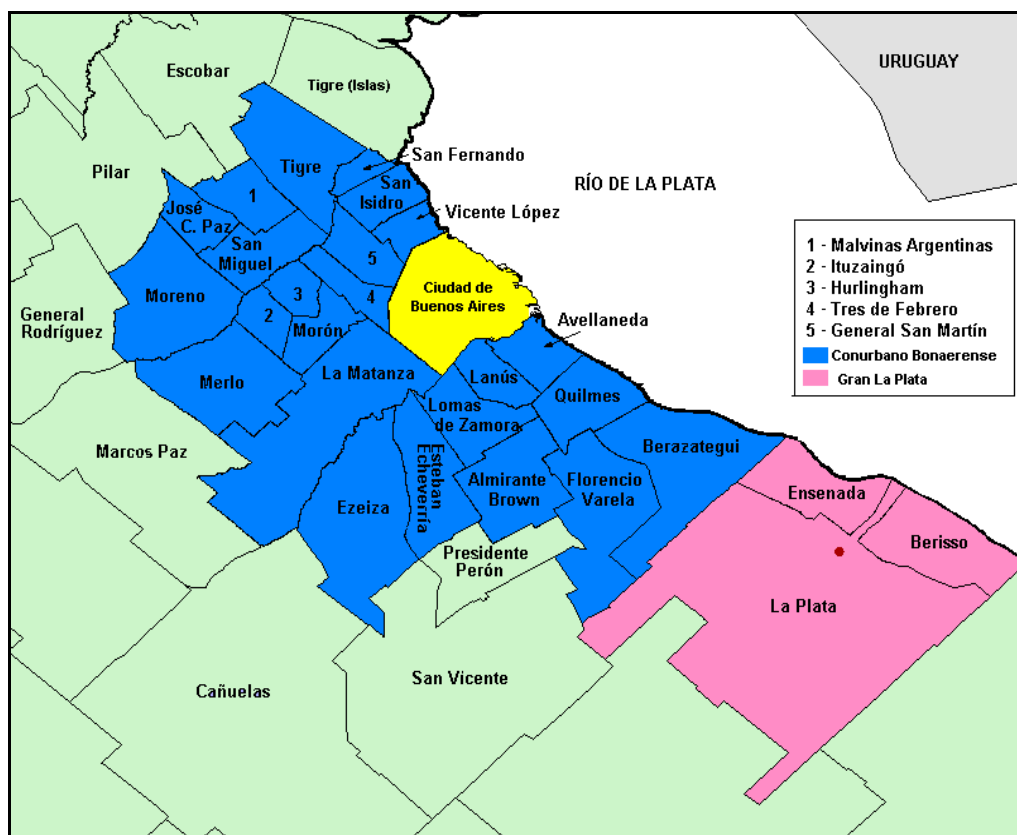 Escobar
Tigre (Islas)
URUGUAY
Pilar
Tigre
San Fernando
San
Isidro
RÍO DE LA PLATA
1
José
C. Paz
Vicente López
San
Miguel
5
1 - Malvinas Argentinas
2 - Ituzaingó
3 - Hurlingham
4 - Tres de Febrero
5 - General San Martín
Conurbano Bonaerense
Gran La Plata
Moreno
3
4
Ciudad de
Buenos Aires
General
Rodríguez
2
Morón
Avellaneda
Merlo
La Matanza
Lanús
Quilmes
Lomas
de Zamora
Marcos Paz
Esteban
Echeverría
Berazategui
Ezeiza
Almirante
Brown
Florencio
Varela
Ensenada
Berisso
Presidente
Perón
La Plata
Cañuelas
San Vicente